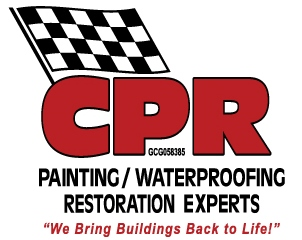 CPR
GCG058385
PAINTING/WATERPROOFING
RESTORATION EXPERTS
"We Bring Buildings Back to Life!"